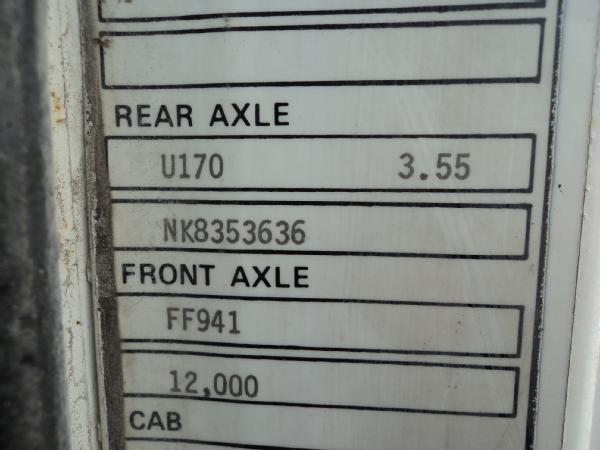 REAR AXLE
U170 3.55
NK8353636
FRONT AXLE
FF941
12,000
CAB